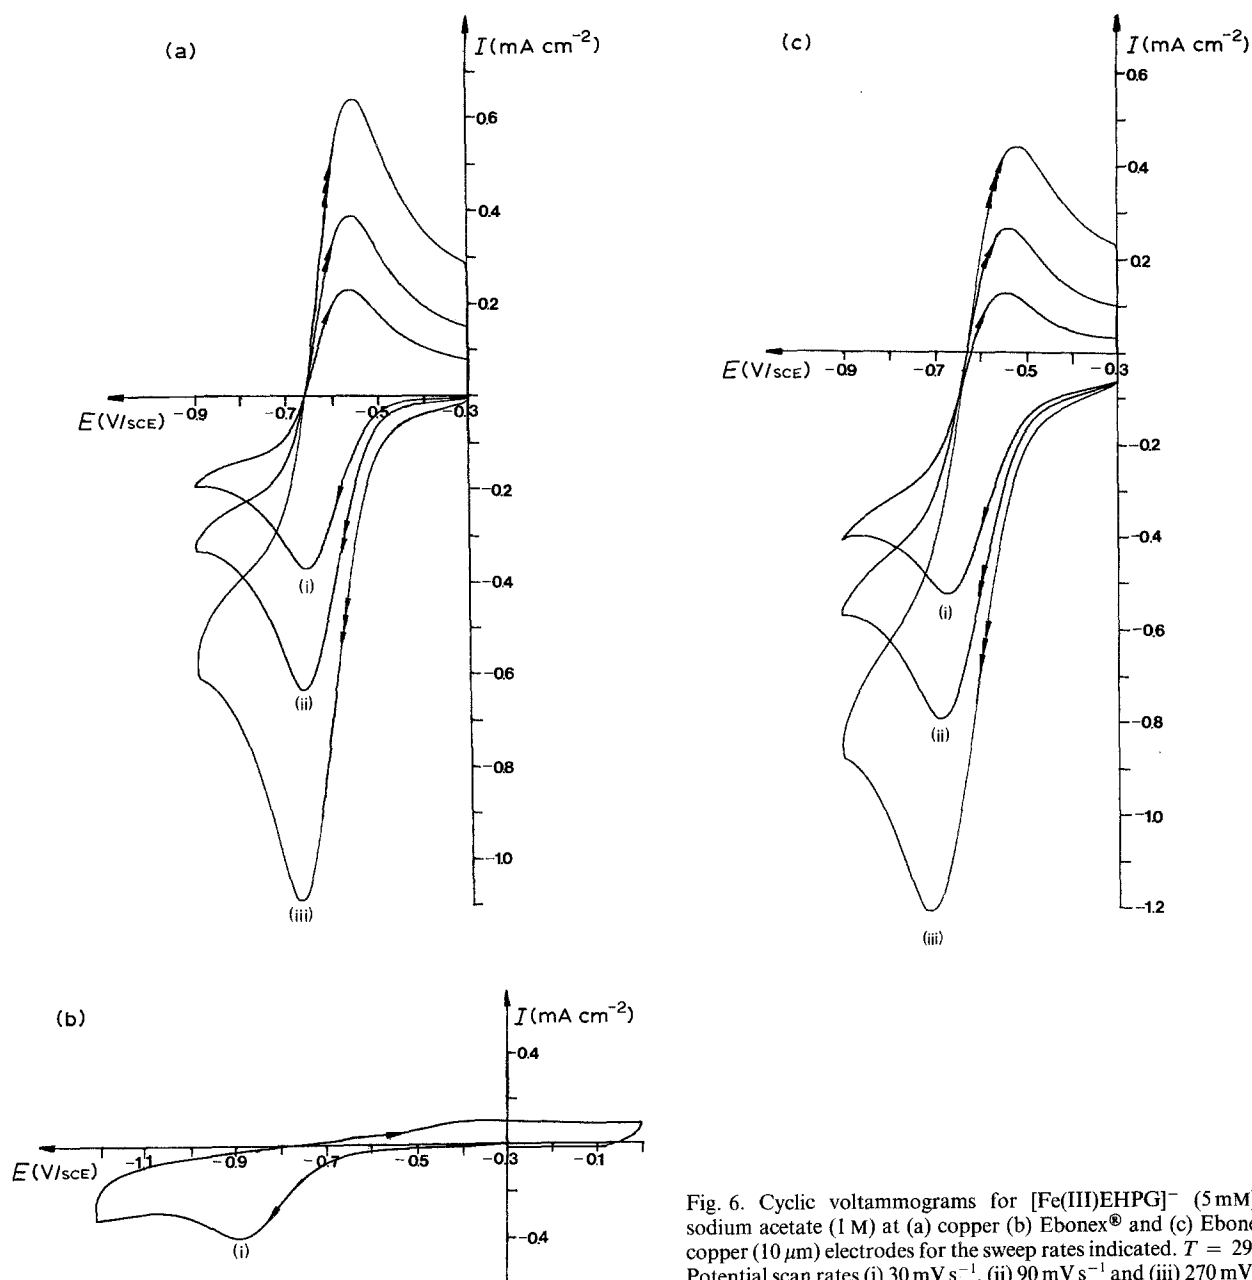 (a)
I(mA cm⁻²)
0.6
0.4
0.2
E(V/SCE)
-0.9
-0.7
-0.5
-0.3
-0.2
-0.4
-0.6
-0.8
-1.0
(i)
(ii)
(iii)
(c)
I(mA cm⁻²)
0.6
0.4
0.2
E(V/SCE)
-0.9
-0.7
-0.5
-0.3
-0.2
-0.4
-0.6
-0.8
-1.0
-1.2
(i)
(ii)
(iii)
(b)
I(mA cm⁻²)
0.4
E(V/SCE)
-1.1
-0.9
-0.7
-0.5
-0.3
-0.1
-0.4
(i)
Fig. 6. Cyclic voltammograms for [Fe(III)EHPG]⁻ (5 mM)
sodium acetate (1 M) at (a) copper (b) Ebonex® and (c) Ebone
copper (10 μm) electrodes for the sweep rates indicated. T = 29
Potential scan rates (i) 30 mV s⁻¹, (ii) 90 mV s⁻¹ and (iii) 270 mV